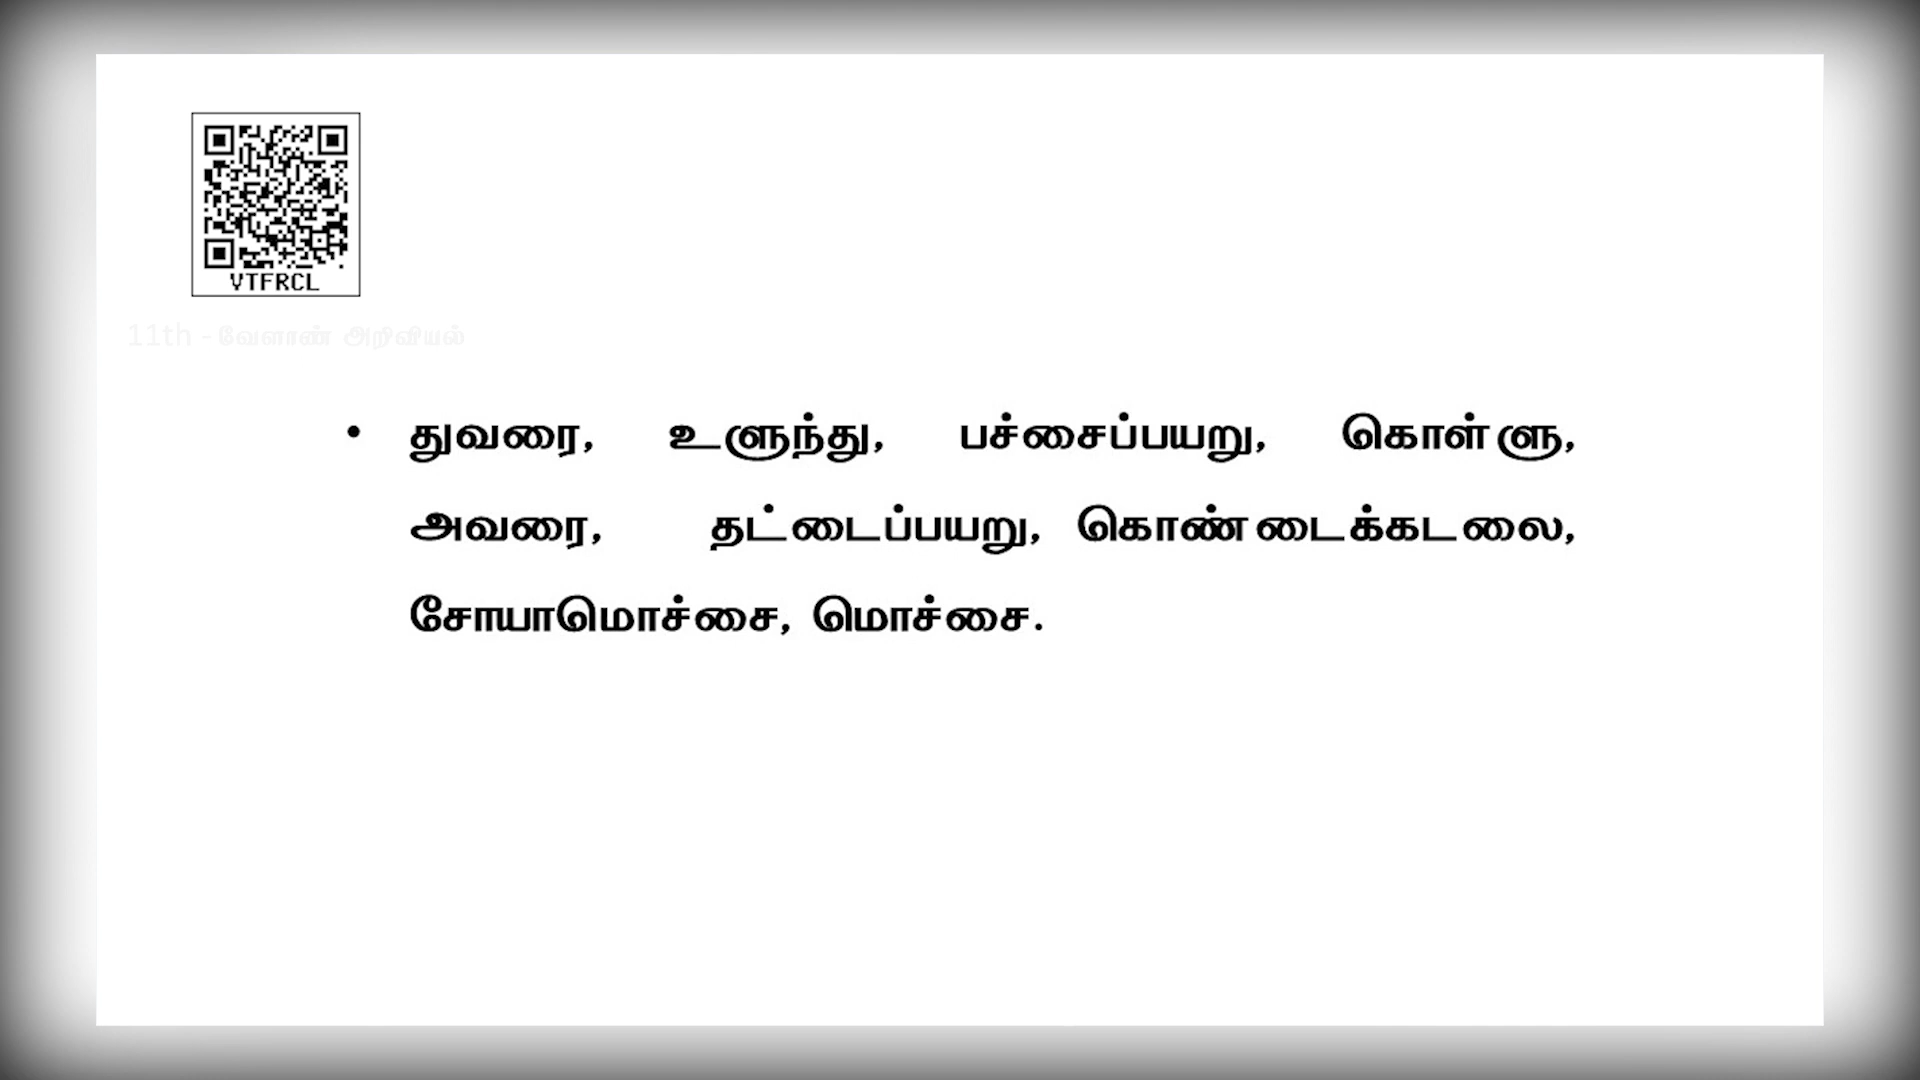 VTFRCL
11th - வேளாண் அறிவியல்
• துவரை, உளுந்து, பச்சைப்பயறு, கொள்ளு,
அவரை, தட்டைப்பயறு, கொண்டைக்கடலை,
சோயாமொச்சை, மொச்சை.